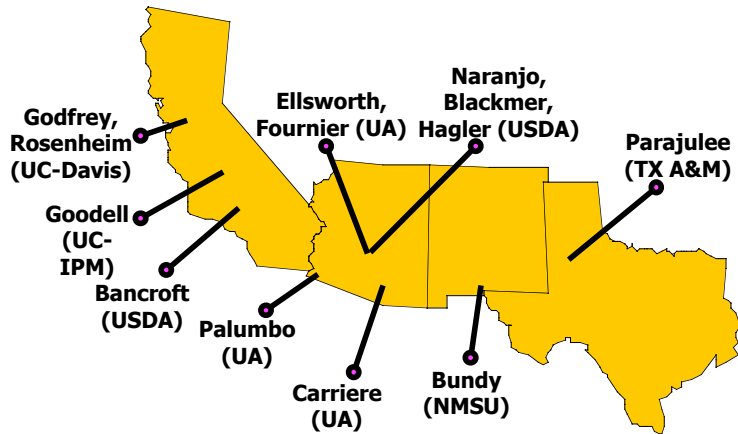 Godfrey,
Rosenheim
(UC-Davis)
Ellsworth,
Fournier (UA)
Naranjo,
Blackmer,
Hagler (USDA)
Parajulee
(TX A&M)
Goodell
(UC-
IPM)
Bancroft
(USDA)
Palumbo
(UA)
Carriere
(UA)
Bundy
(NMSU)